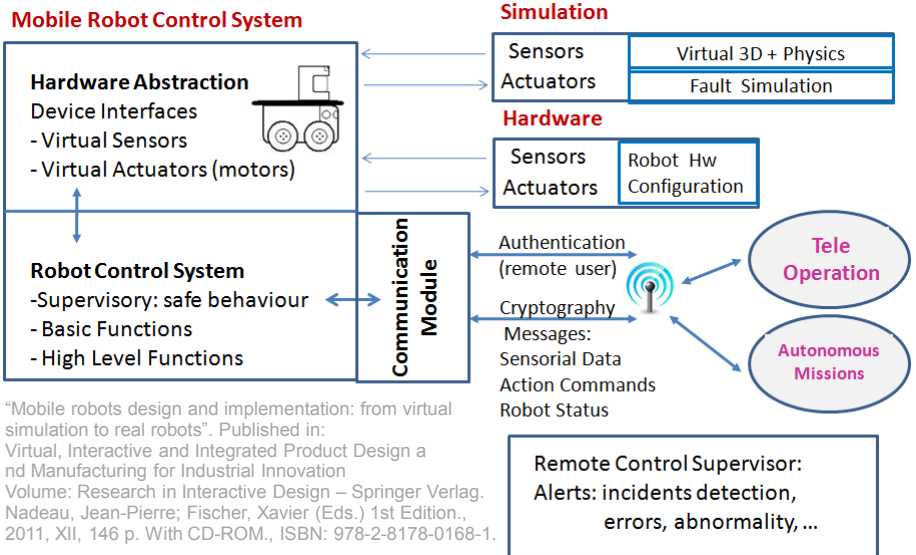 Mobile Robot Control System
Hardware Abstraction
Device Interfaces
- Virtual Sensors
- Virtual Actuators (motors)
Robot Control System
-Supervisory: safe behaviour
- Basic Functions
- High Level Functions
Communication
Module
Simulation
Sensors
Actuators
Virtual 3D + Physics
Fault Simulation
Hardware
Sensors
Actuators
Robot Hw
Configuration
Authentication
(remote user)
Cryptography
Messages:
Sensorial Data
Action Commands
Robot Status
Tele
Operation
Autonomous
Missions
“Mobile robots design and implementation: from virtual
simulation to real robots”. Published in:
Virtual, Interactive and Integrated Product Design a
nd Manufacturing for Industrial Innovation
Volume: Research in Interactive Design – Springer Verlag.
Nadeau, Jean-Pierre; Fischer, Xavier (Eds.) 1st Edition.,
2011, XII, 146 p. With CD-ROM., ISBN: 978-2-8178-0168-1.
Remote Control Supervisor:
Alerts: incidents detection,
errors, abnormality, ...